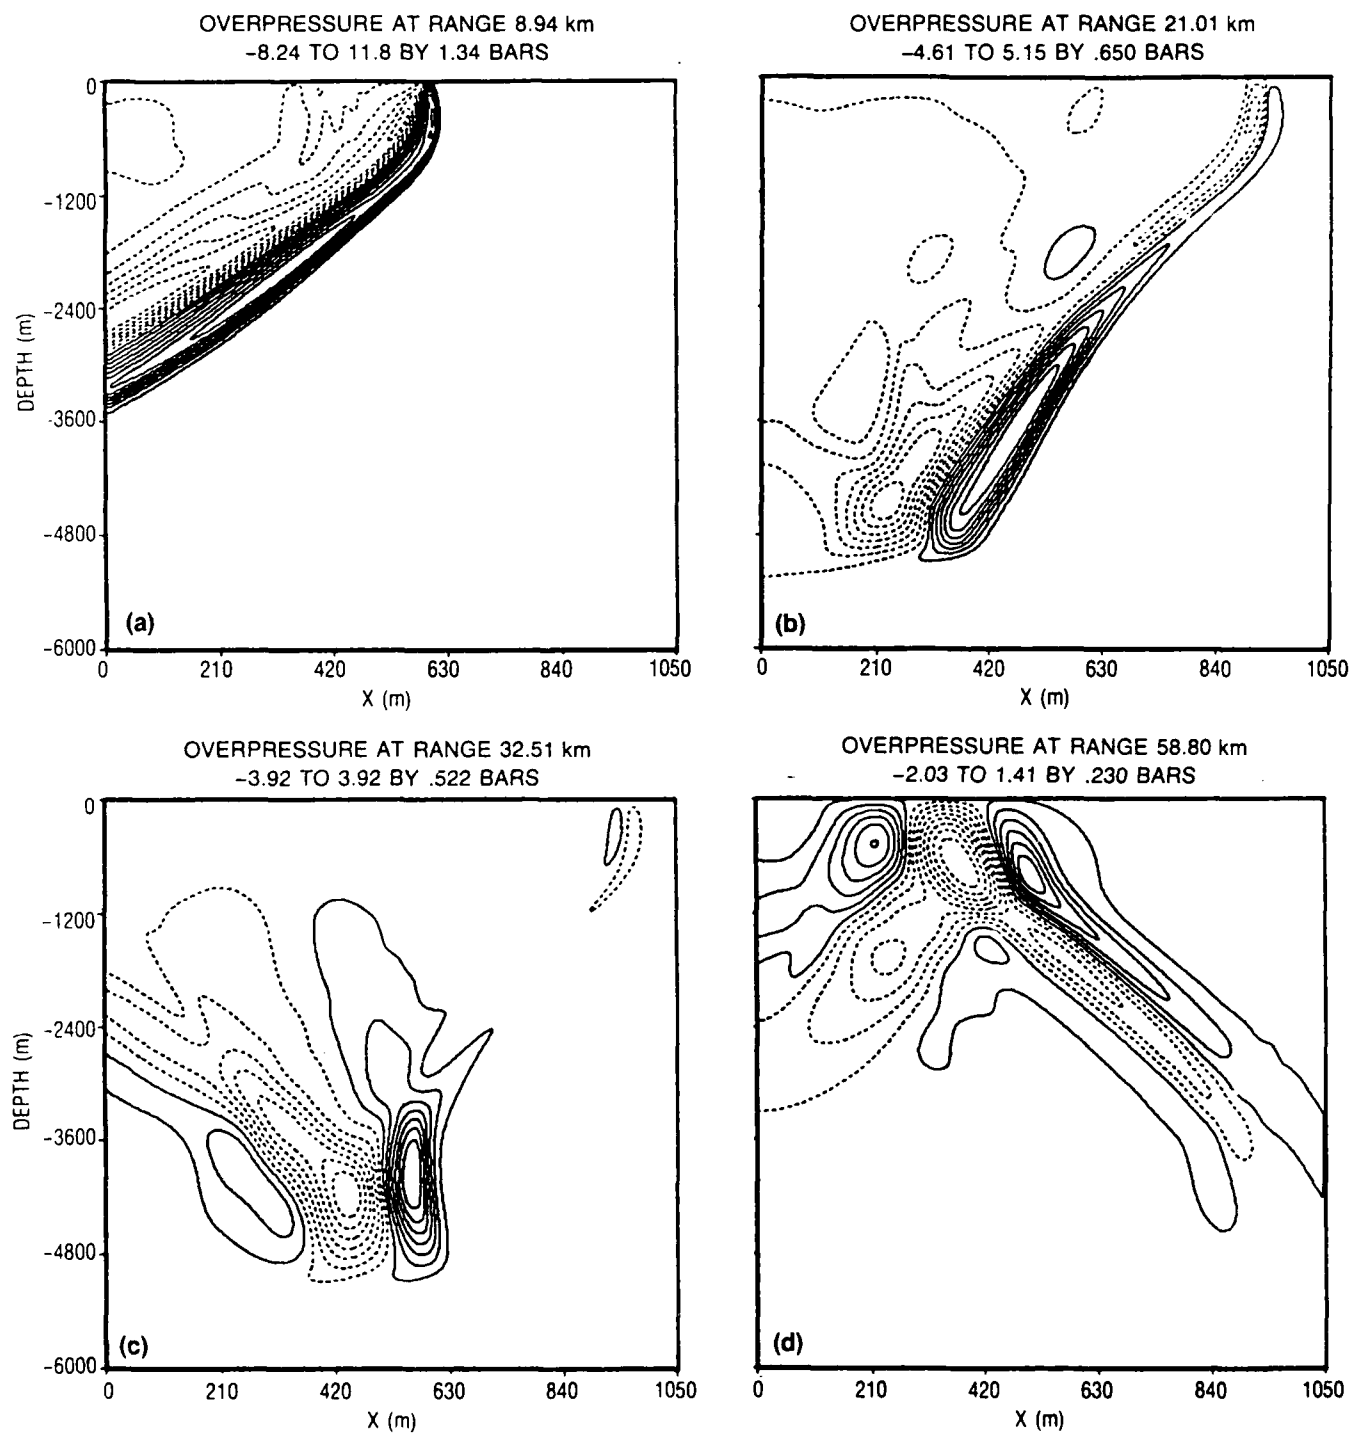 OVERPRESSURE AT RANGE 8.94 km
-8.24 TO 11.8 BY 1.34 BARS
0
-1200
-2400
-3600
-4800
-6000
DEPTH (m)
(a)
0 210 420 630 840 1050
X (m)
OVERPRESSURE AT RANGE 21.01 km
-4.61 TO 5.15 BY .650 BARS
(b)
0 210 420 630 840 1050
X (m)
OVERPRESSURE AT RANGE 32.51 km
-3.92 TO 3.92 BY .522 BARS
0
-1200
-2400
-3600
-4800
-6000
DEPTH (m)
(c)
0 210 420 630 840 1050
X (m)
OVERPRESSURE AT RANGE 58.80 km
-2.03 TO 1.41 BY .230 BARS
(d)
0 210 420 630 840 1050
X (m)